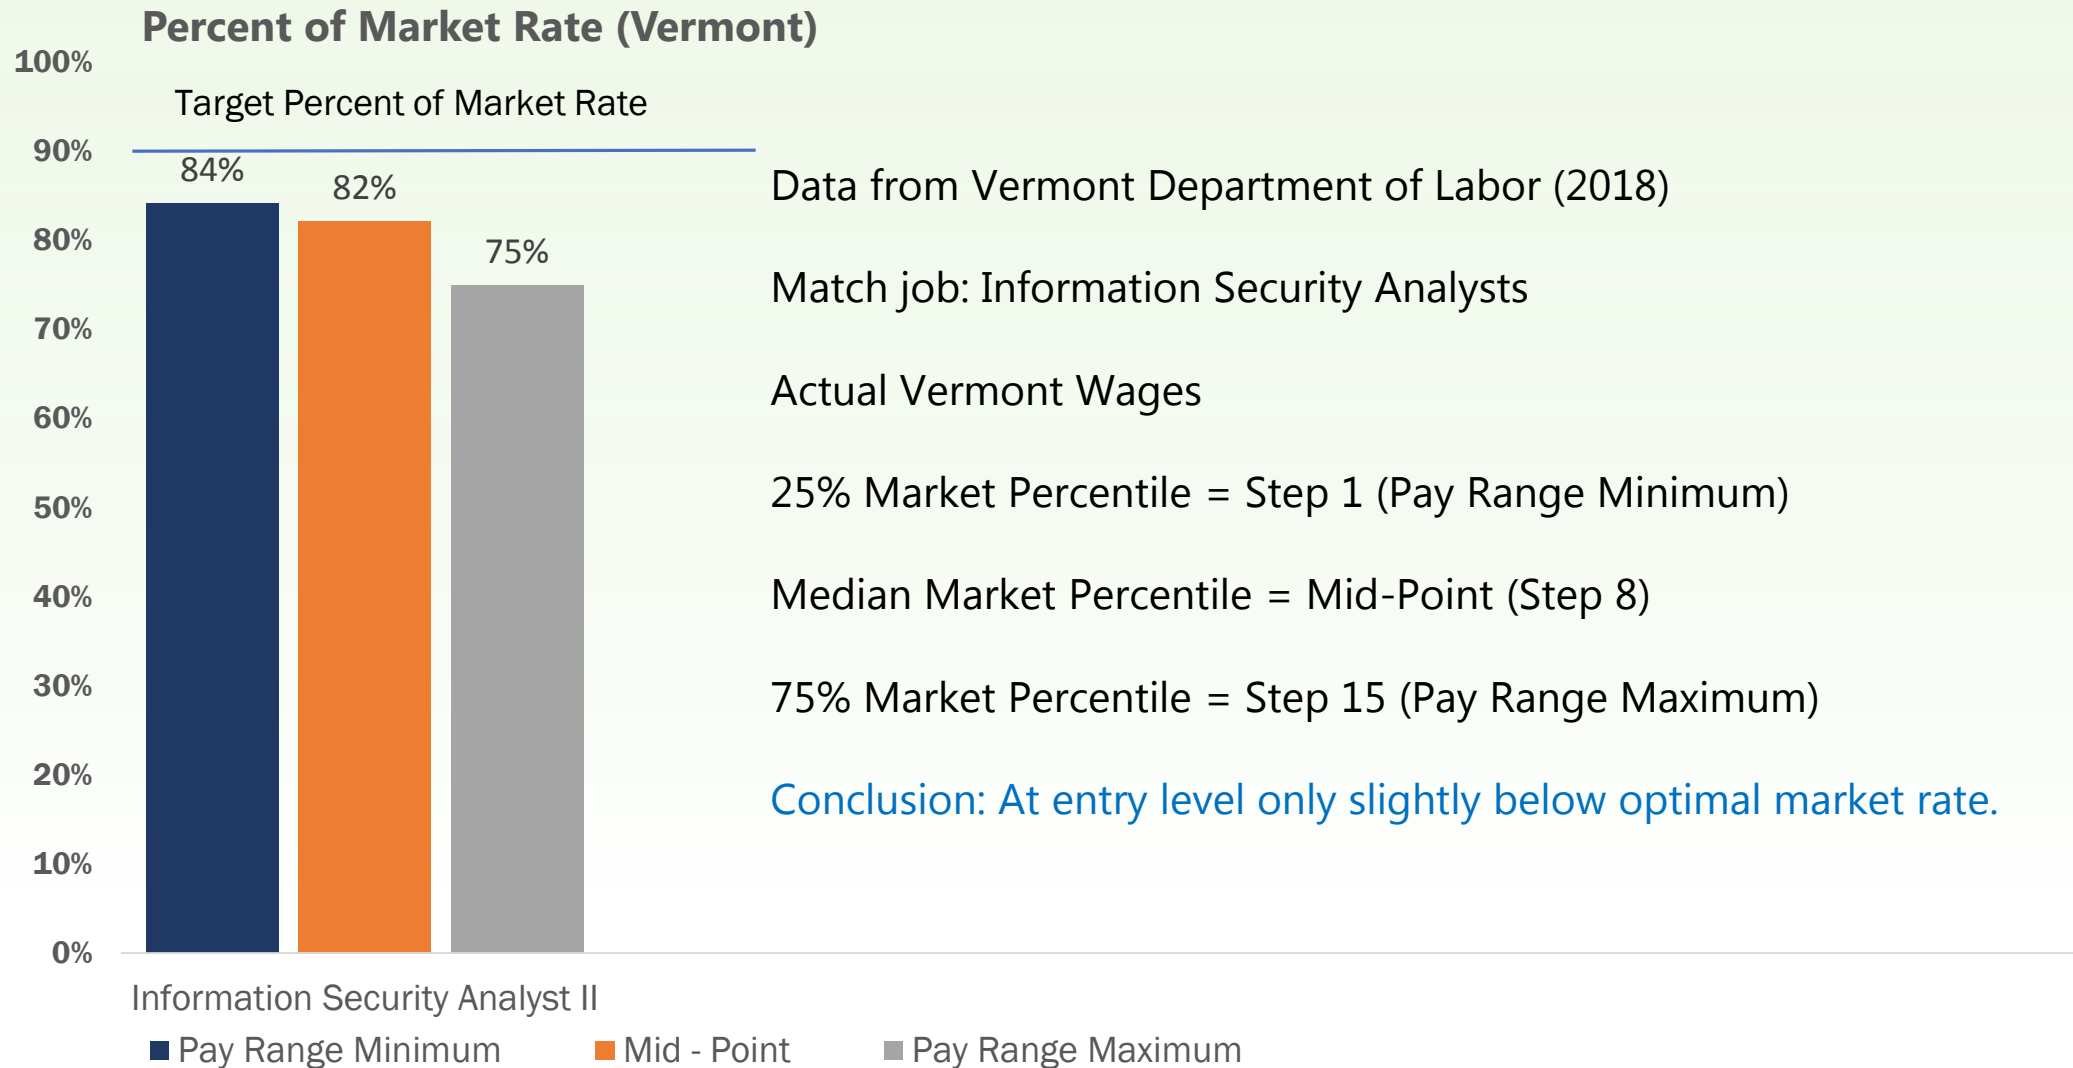 Percent of Market Rate (Vermont)
100%
Target Percent of Market Rate
90%
84%
82%
80%
75%
70%
60%
50%
40%
30%
20%
10%
0%
Information Security Analyst II
Pay Range Minimum
Mid - Point
Pay Range Maximum
Data from Vermont Department of Labor (2018)
Match job: Information Security Analysts
Actual Vermont Wages
25% Market Percentile = Step 1 (Pay Range Minimum)
Median Market Percentile = Mid-Point (Step 8)
75% Market Percentile = Step 15 (Pay Range Maximum)
Conclusion: At entry level only slightly below optimal market rate.